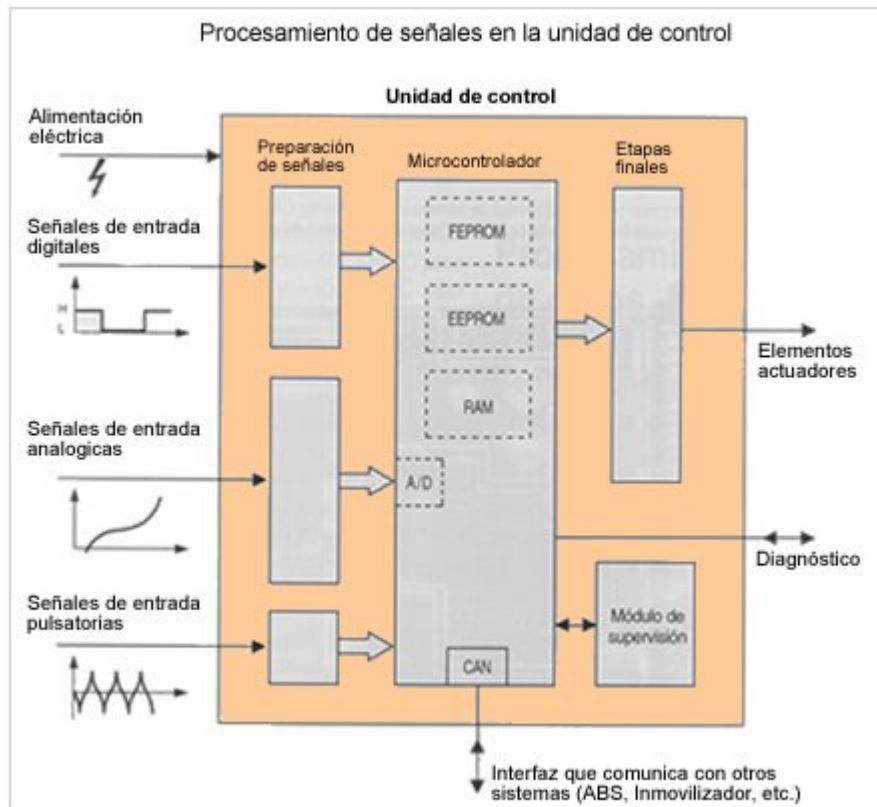 Procesamiento de señales en la unidad de control
Unidad de control
Alimentación
eléctrica
Preparación
de señales
Microcontrolador
Etapas
finales
Señales de entrada
digitales
H
L
FEPROM
EEPROM
RAM
Elementos
actuadores
Señales de entrada
analogicas
A/D
Diagnóstico
Señales de entrada
pulsatorias
Módulo de
supervisión
CAN
Interfaz que comunica con otros
sistemas (ABS, Inmovilizador, etc.)